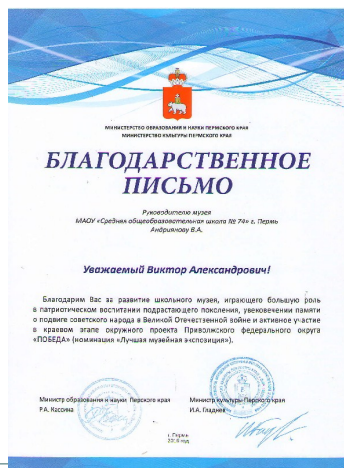 МИНИСТЕРСТВО ОБРАЗОВАНИЯ И НАУКИ ПЕРМСКОГО КРАЯ
МИНИСТЕРСТВО КУЛЬТУРЫ ПЕРМСКОГО КРАЯ
БЛАГОДАРСТВЕННОЕ
ПИСЬМО
Руководителю музея
МАОУ «Средняя общеобразовательная школа № 74» г. Пермь
Андриянову В.А.
Уважаемый Виктор Александрович!
Благодарим Вас за развитие школьного музея, играющего большую роль
в патриотическом воспитании подрастающего поколения, увековечении памяти
о подвиге советского народа в Великой Отечественной войне и активное участие
в краевом этапе окружного проекта Приволжского федерального округа
«ПОБЕДА» (номинация «Лучшая музейная экспозиция»).
Министр образования и науки Пермского края
Р.А. Кассина
Министр культуры Пермского края
И.А. Гладнев
г. Пермь
год